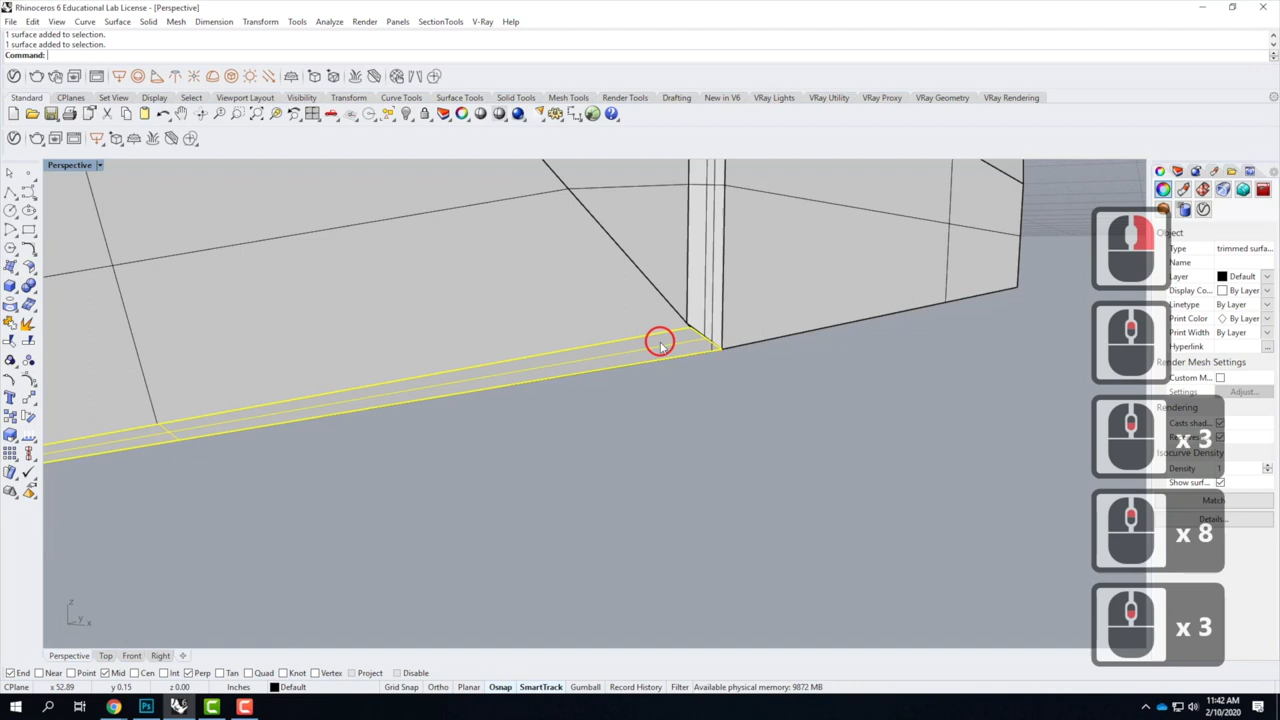 Rhinoceros 6 Educational Lab License - [Perspective]
File Edit View Curve Surface Solid Mesh Dimension Transform Tools Analyze Render Panels SectionTools V-Ray Help
1 surface added to selection.
1 surface added to selection.
Command:
Standard CPlanes Set View Display Select Viewport Layout Visibility Transform Curve Tools Surface Tools Solid Tools Mesh Tools Render Tools Drafting New in V6 VRay Lights VRay Utility VRay Proxy VRay Geometry VRay Rendering
Perspective
Object
Type trimmed surfa...
Name
Layer Default
Display Co... By Layer
Linetype By Layer
Print Color By Layer
Print Width By Layer
Hyperlink ...
Render Mesh Settings
Custom M...
Settings Adjust...
Rendering
Casts shad...
x 3
Density 1
Show surf...
Match
Details...
x 8
x 3
z
y x
Perspective Top Front Right
End Near Point Mid Cen Int Perp Tan Quad Knot Vertex Project Disable
CPlane x 52.89 y 0.15 z 0.00 Inches Default Grid Snap Ortho Planar Osnap SmartTrack Gumball Record History Filter Available physical memory: 9872 MB
11:42 AM
2/10/2020